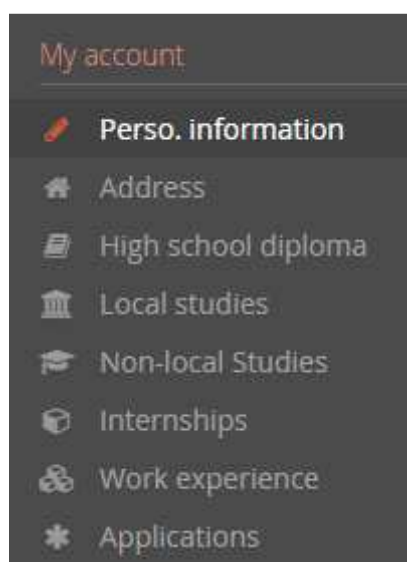 My account
Perso. information
Address
High school diploma
Local studies
Non-local Studies
Internships
Work experience
Applications